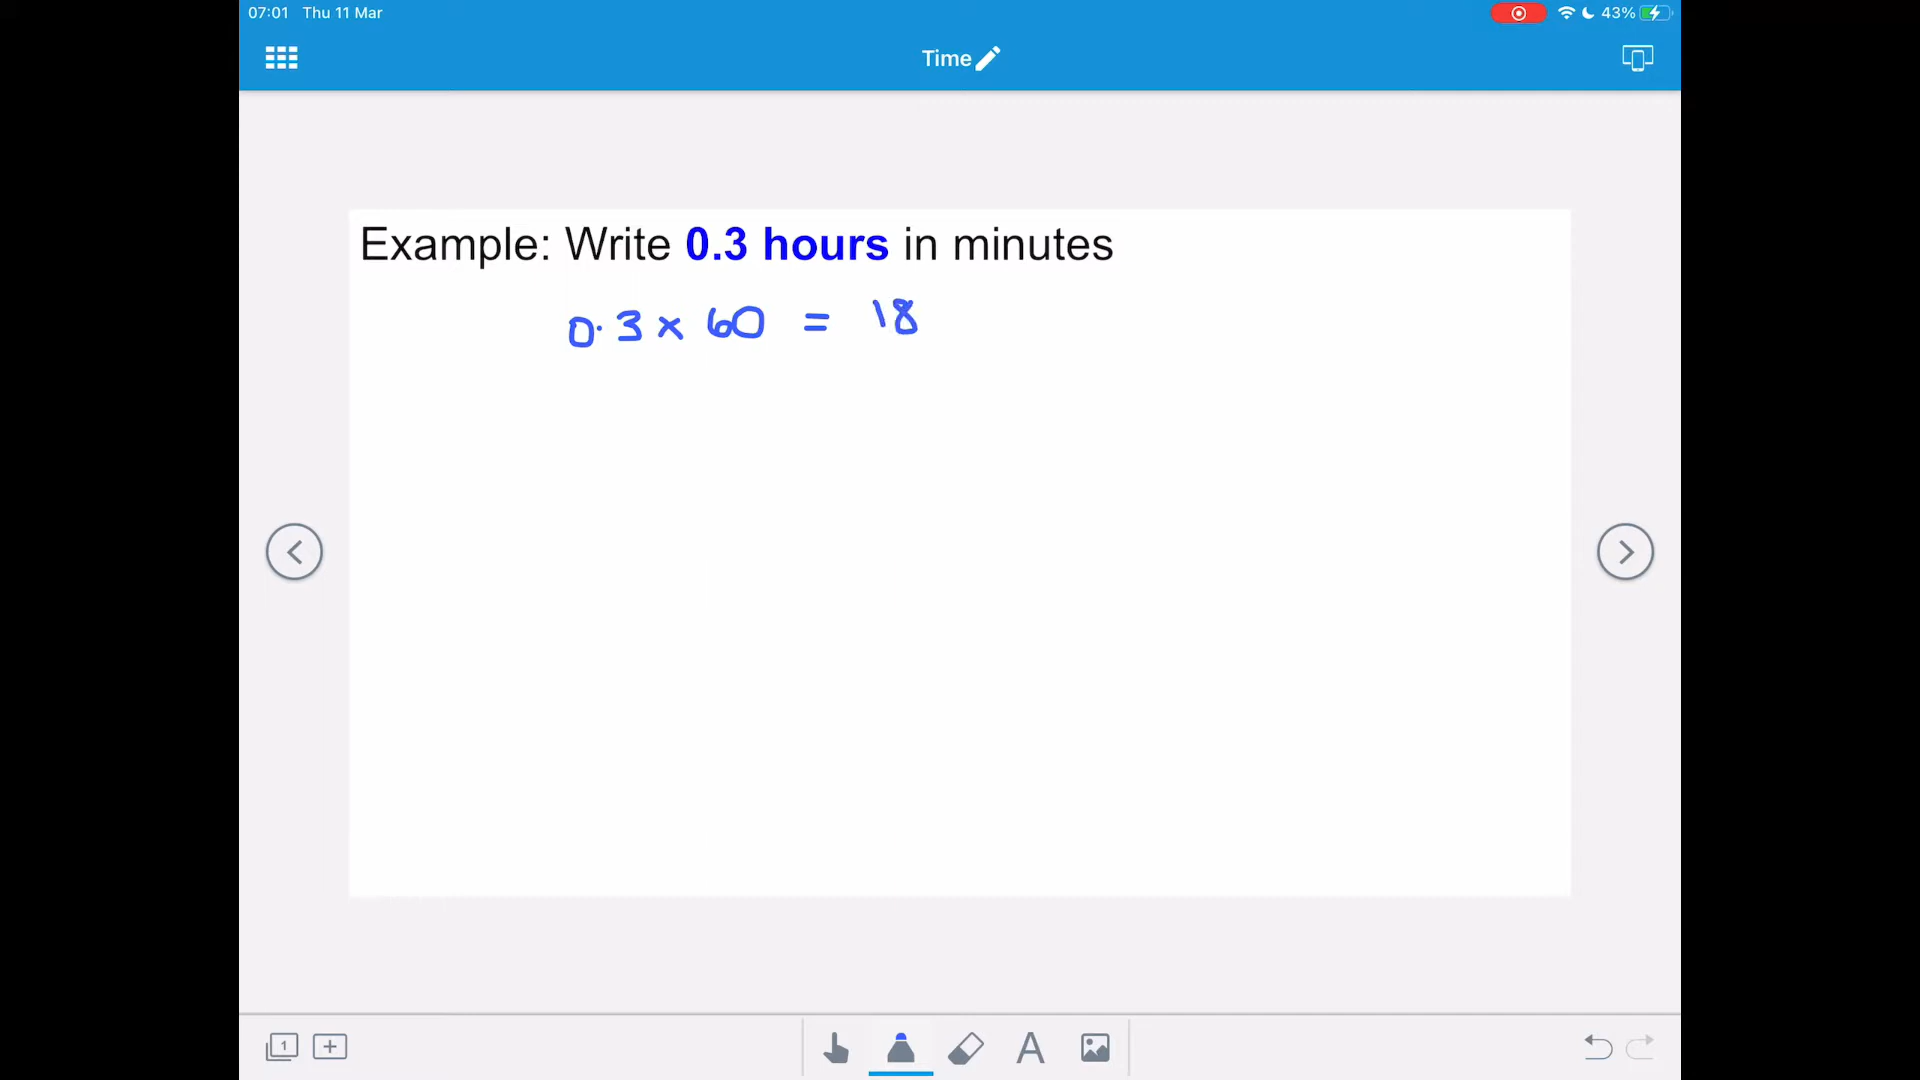 07:01 Thu 11 Mar
43%
Time
Example: Write 0.3 hours in minutes
0.3 x 60 = 18
1
A